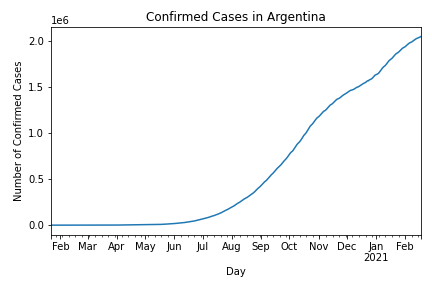 Confirmed Cases in Argentina
1e6
2.0
1.5
1.0
0.5
0.0
Number of Confirmed Cases
Feb Mar Apr May Jun Jul Aug Sep Oct Nov Dec Jan Feb
2021
Day